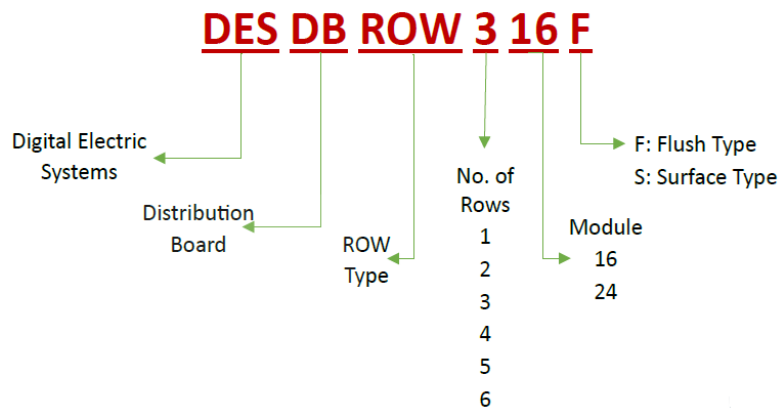 DES DB ROW 3 16 F
Digital Electric
Systems
Distribution
Board
ROW
Type
No. of
Rows
1
2
3
4
5
6
Module
16
24
F: Flush Type
S: Surface Type